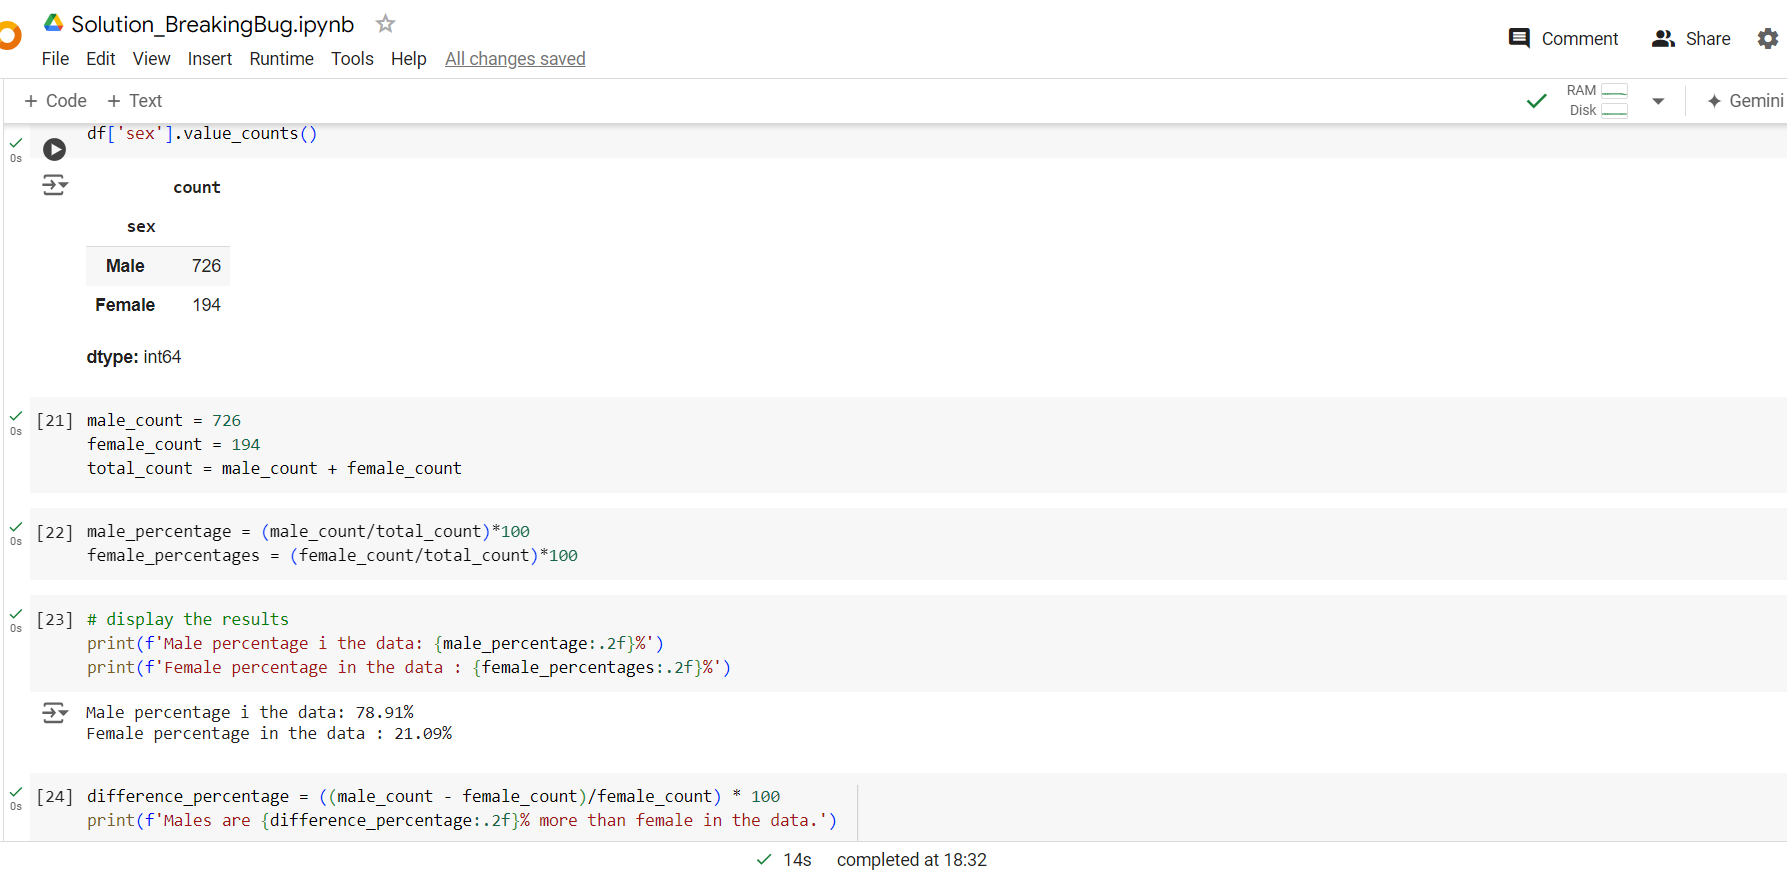 Solution_BreakingBug.ipynb
File Edit View Insert Runtime Tools Help All changes saved
Comment Share
+ Code + Text
RAM
Disk
Gemini
df['sex'].value_counts()
0s
count
sex
Male 726
Female 194
dtype: int64
[21] male_count = 726
0s
female_count = 194
total_count = male_count + female_count
[22] male_percentage = (male_count/total_count)*100
0s
female_percentages = (female_count/total_count)*100
[23] # display the results
0s
print(f'Male percentage i the data: {male_percentage:.2f}%')
print(f'Female percentage in the data : {female_percentages:.2f}%')
Male percentage i the data: 78.91%
Female percentage in the data : 21.09%
[24] difference_percentage = ((male_count - female_count)/female_count) * 100
0s
print(f'Males are {difference_percentage:.2f}% more than female in the data.')
14s completed at 18:32